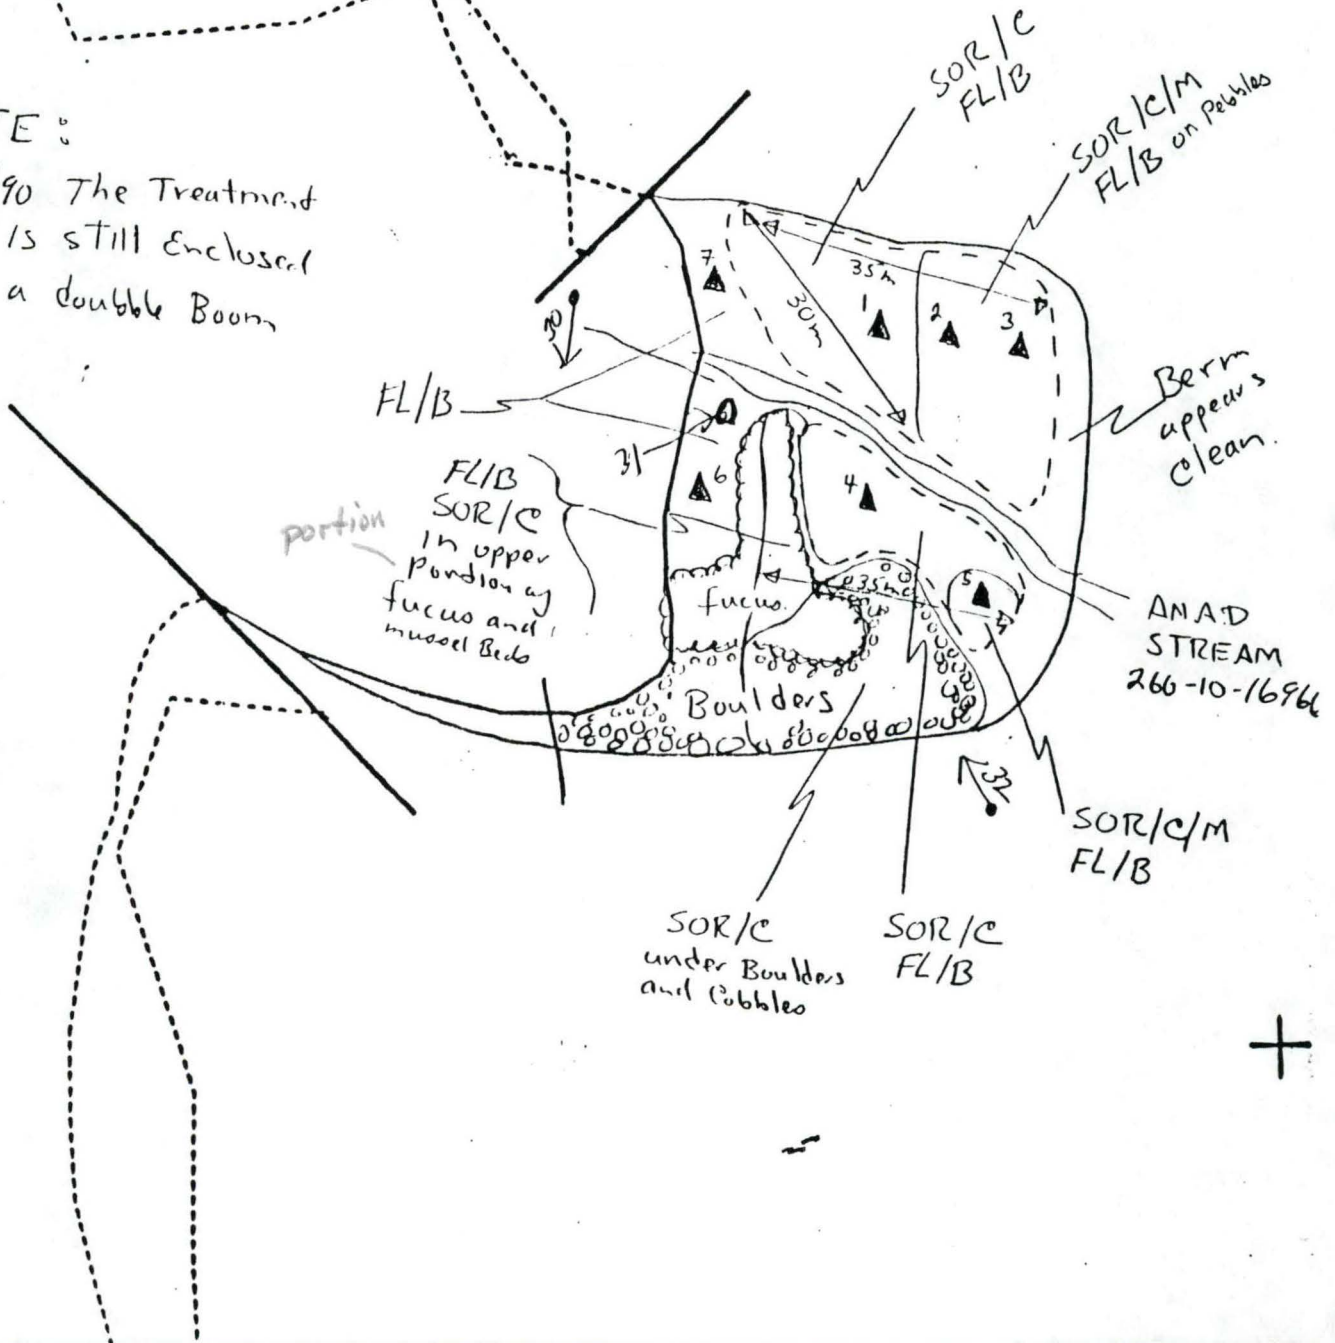 TE:
90 The Treatment
is still Enclosed
a doubble Boom
SOR/C
FL/B
SOR/C/M
FL/B on Pebbles
Berm
appears
Clean.
7
35m
30m
1
2
3
30
FL/B
31
6
4
5
FL/B
SOR/C
in upper
Portion of
fucus and
mussel Beds
portion
fucus
35m
Boulders
ANAD
STREAM
266-10-1696
32
SOR/C/M
FL/B
SOR/C
under Boulders
and Cobbles
SOR/C
FL/B